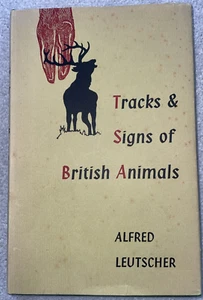 Tracks &
Signs of
British Animals
ALFRED
LEUTSCHER